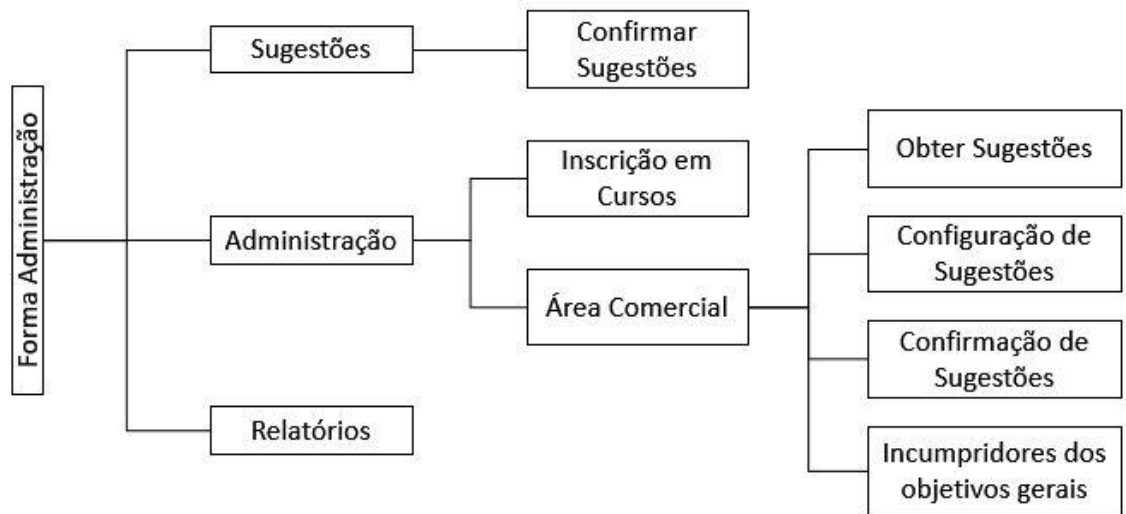 Forma Administração
Sugestões
Confirmar
Sugestões
Administração
Inscrição em
Cursos
Área Comercial
Obter Sugestões
Configuração de
Sugestões
Confirmação de
Sugestões
Incumpridores dos
objetivos gerais
Relatórios